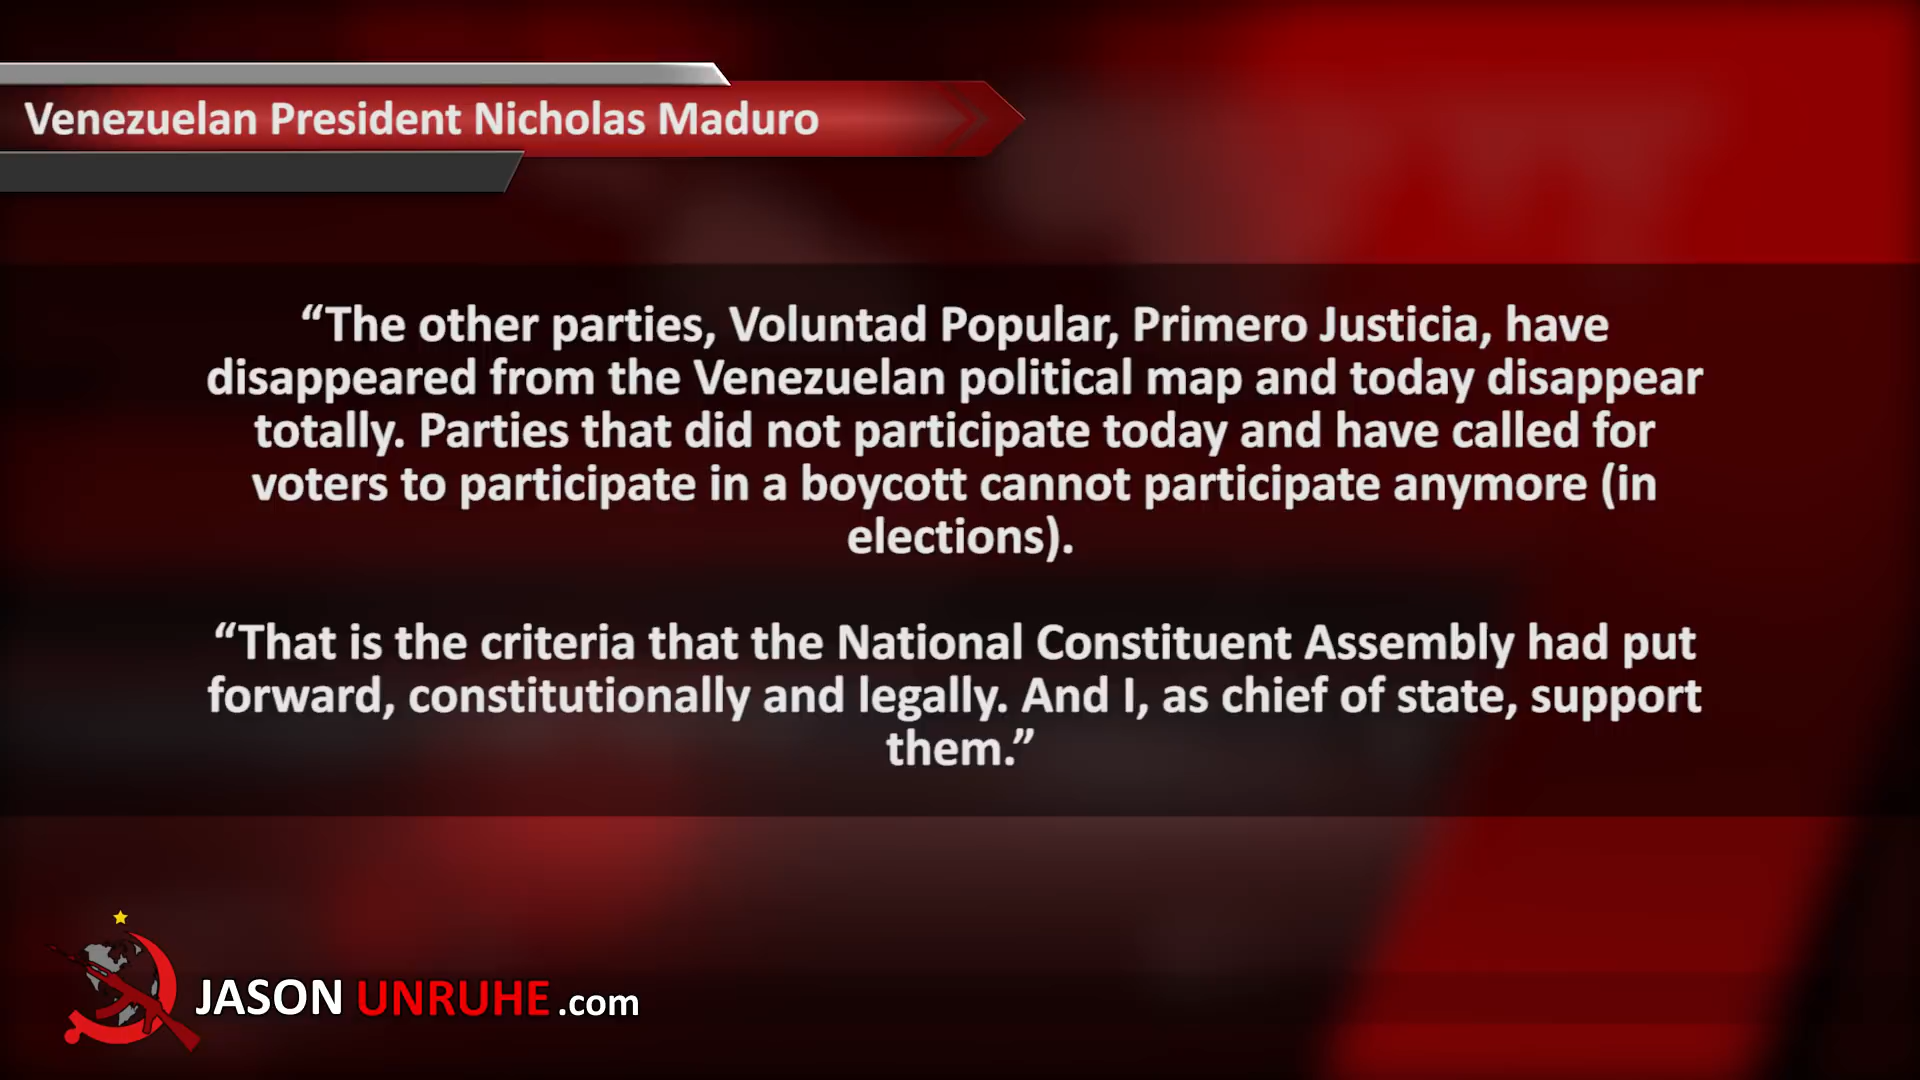 Venezuelan President Nicholas Maduro
“The other parties, Voluntad Popular, Primero Justicia, have
disappeared from the Venezuelan political map and today disappear
totally. Parties that did not participate today and have called for
voters to participate in a boycott cannot participate anymore (in
elections).
“That is the criteria that the National Constituent Assembly had put
forward, constitutionally and legally. And I, as chief of state, support
them.”
JASON UNRUHE.com